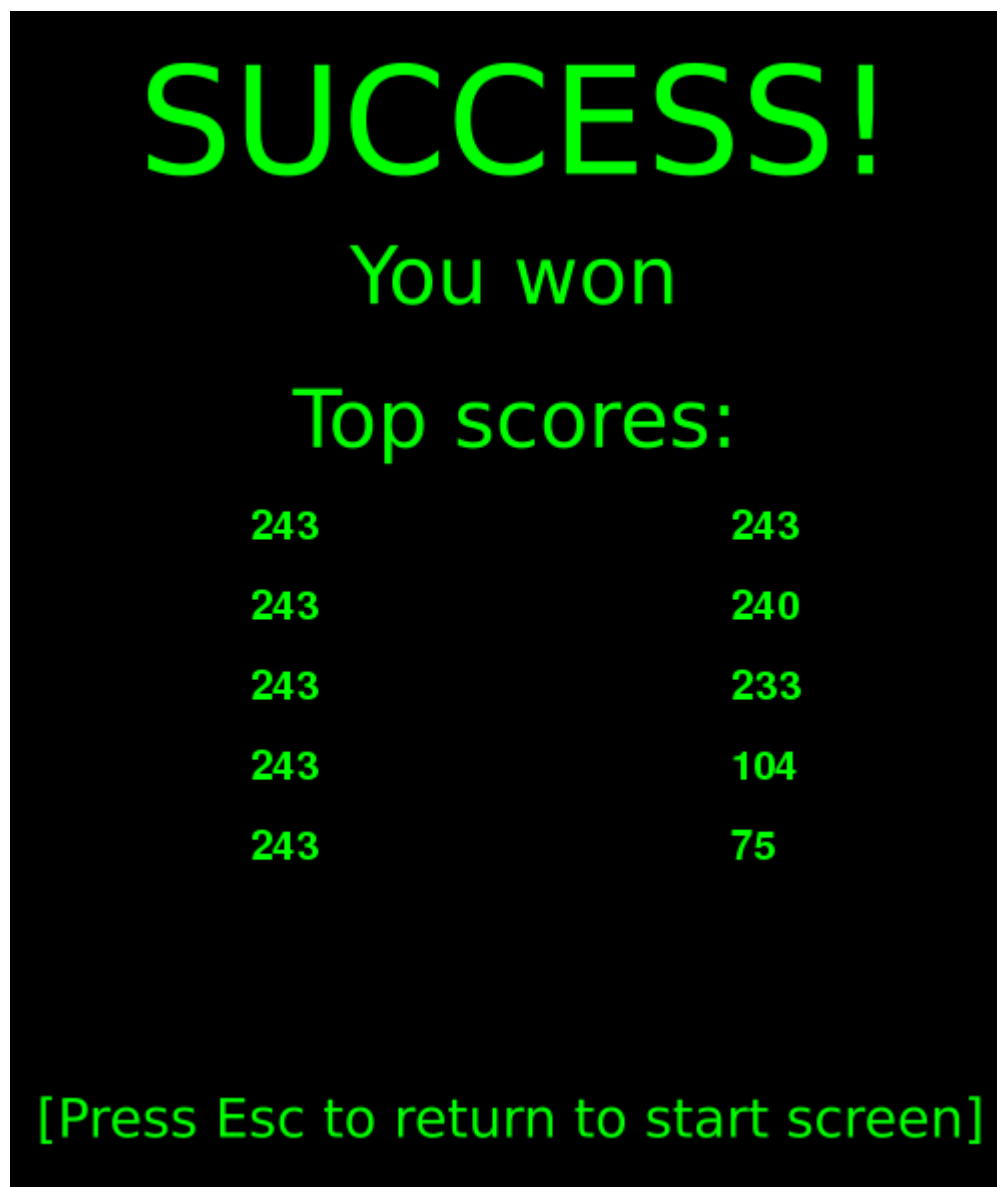 SUCCESS!
You won
Top scores:
243 243
243 240
243 233
243 104
243 75
[Press Esc to return to start screen]